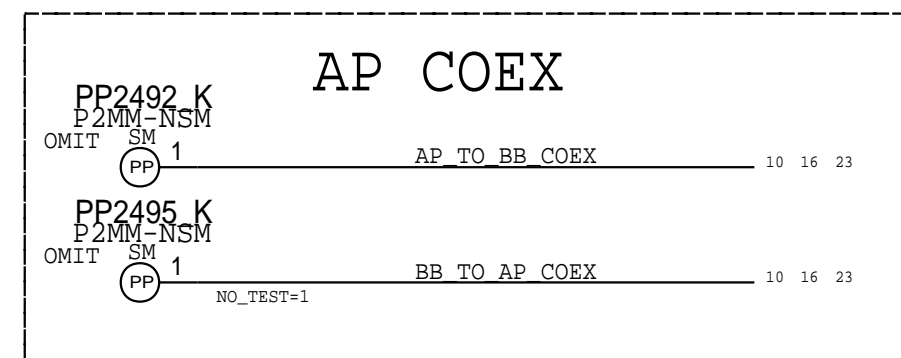 AP COEX
PP2492_K
P2MM-NSM
OMIT SM
PP 1 AP_TO_BB_COEX 10 16 23
PP2495_K
P2MM-NSM
OMIT SM
PP 1 BB_TO_AP_COEX 10 16 23
NO_TEST=1